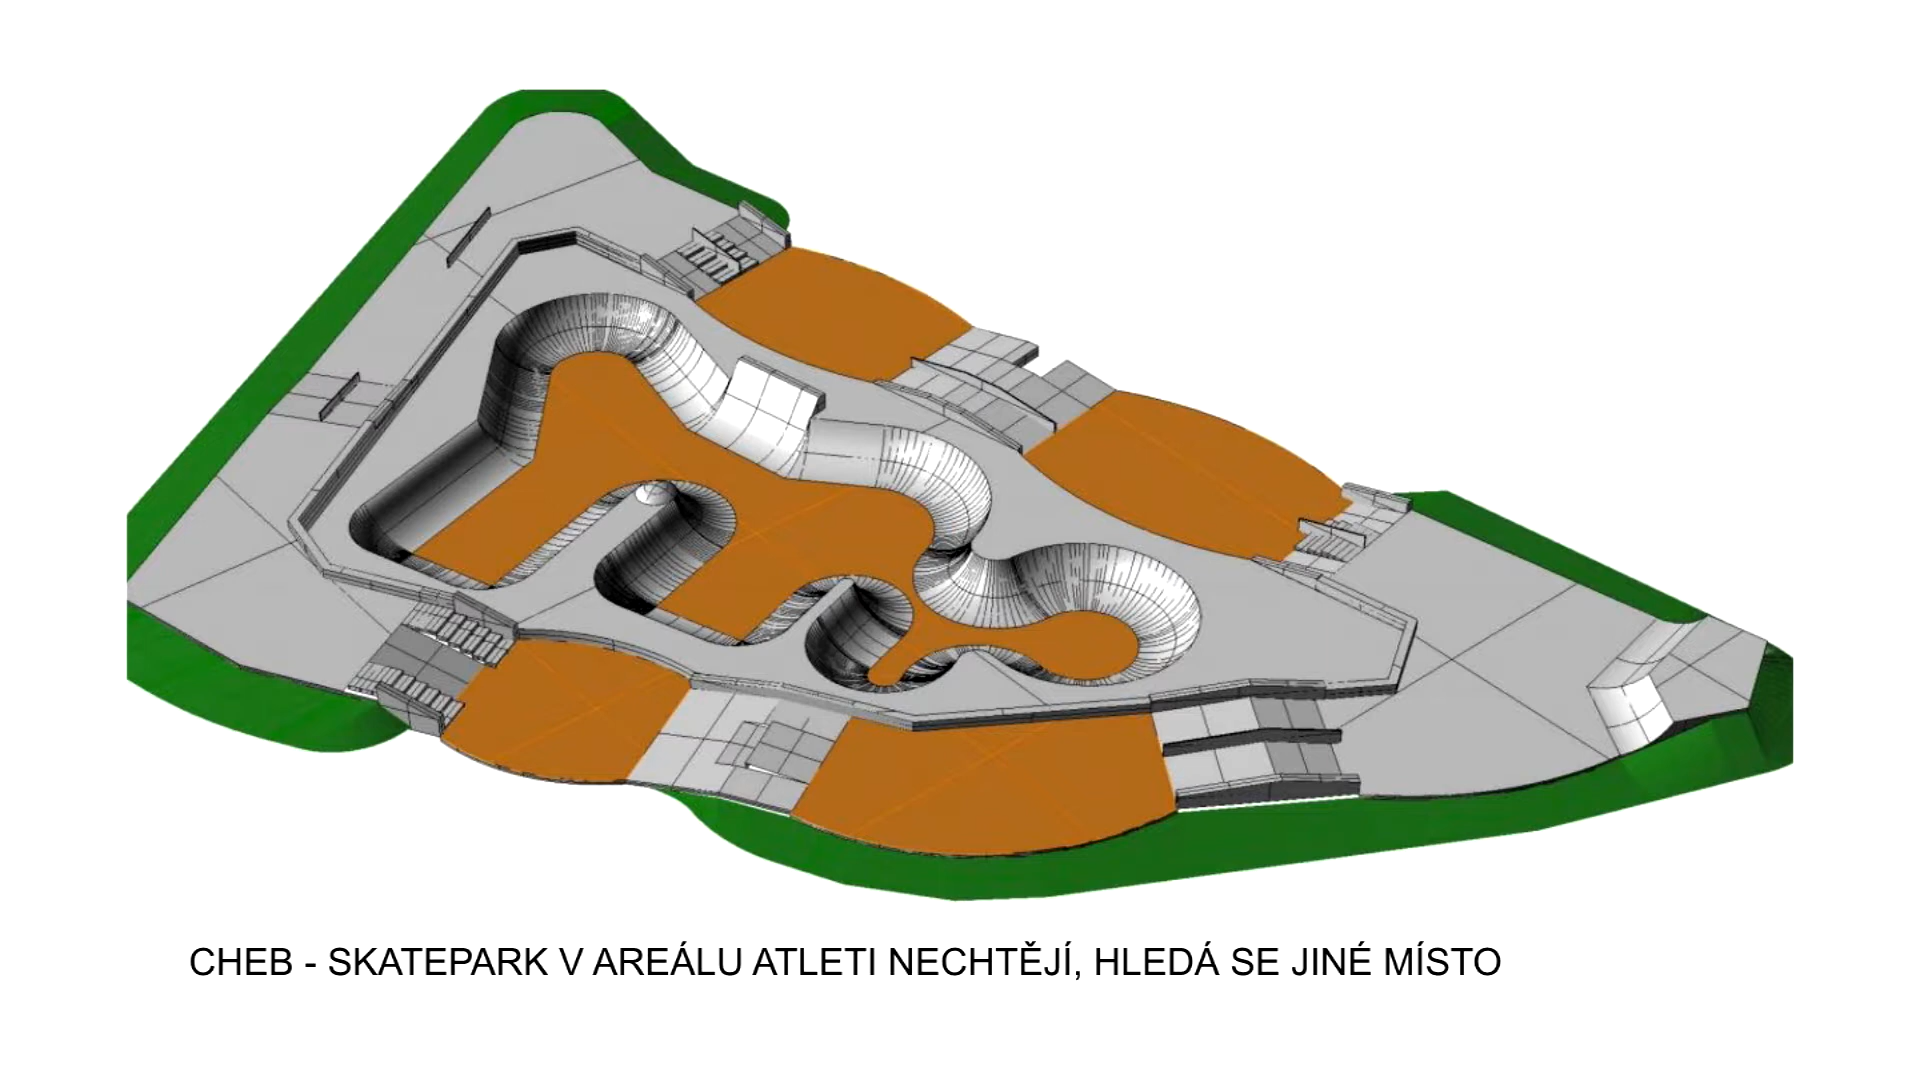 CHEB - SKATEPARK V AREÁLU ATLETI NECHTĚJÍ, HLEDÁ SE JINÉ MÍSTO